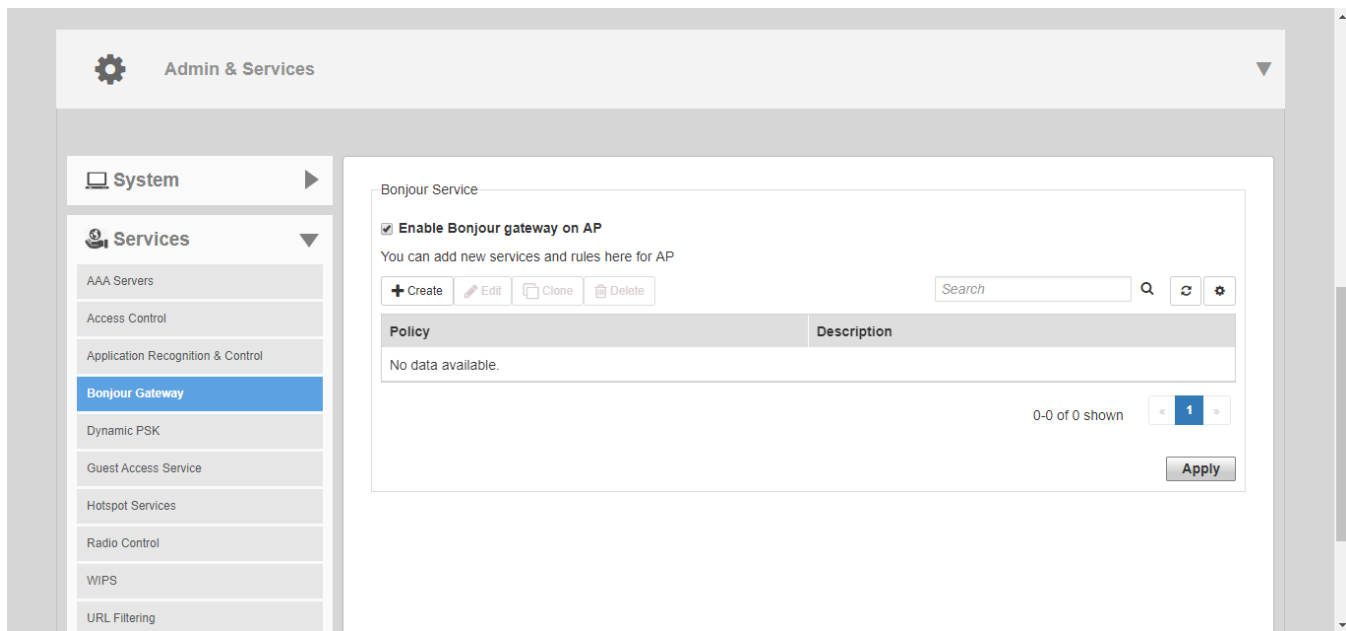 Admin & Services
System
Services
AAA Servers
Access Control
Application Recognition & Control
Bonjour Gateway
Dynamic PSK
Guest Access Service
Hotspot Services
Radio Control
WIPS
URL Filtering
Bonjour Service
Enable Bonjour gateway on AP
You can add new services and rules here for AP
+ Create Edit Clone Delete Search
Policy Description
No data available.
0-0 of 0 shown « 1 »
Apply